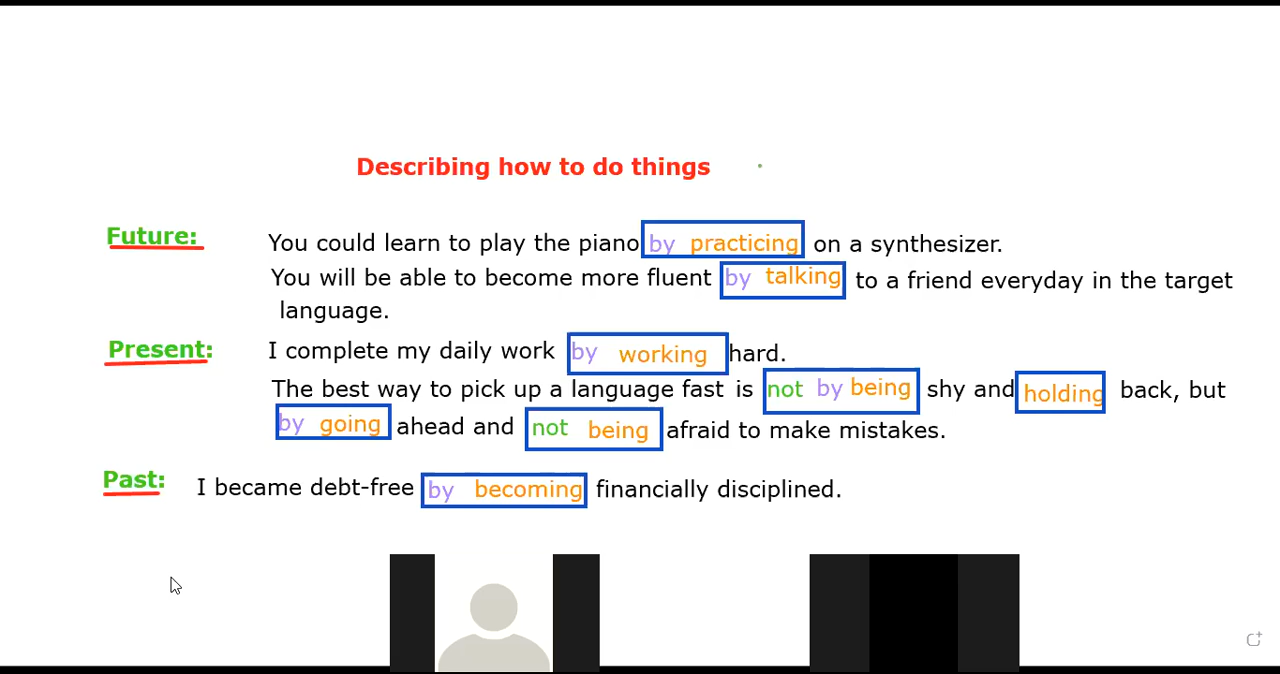 Describing how to do things
Future: You could learn to play the piano by practicing on a synthesizer.
You will be able to become more fluent by talking to a friend everyday in the target
language.
Present: I complete my daily work by working hard.
The best way to pick up a language fast is not by being shy and holding back, but
by going ahead and not being afraid to make mistakes.
Past: I became debt-free by becoming financially disciplined.